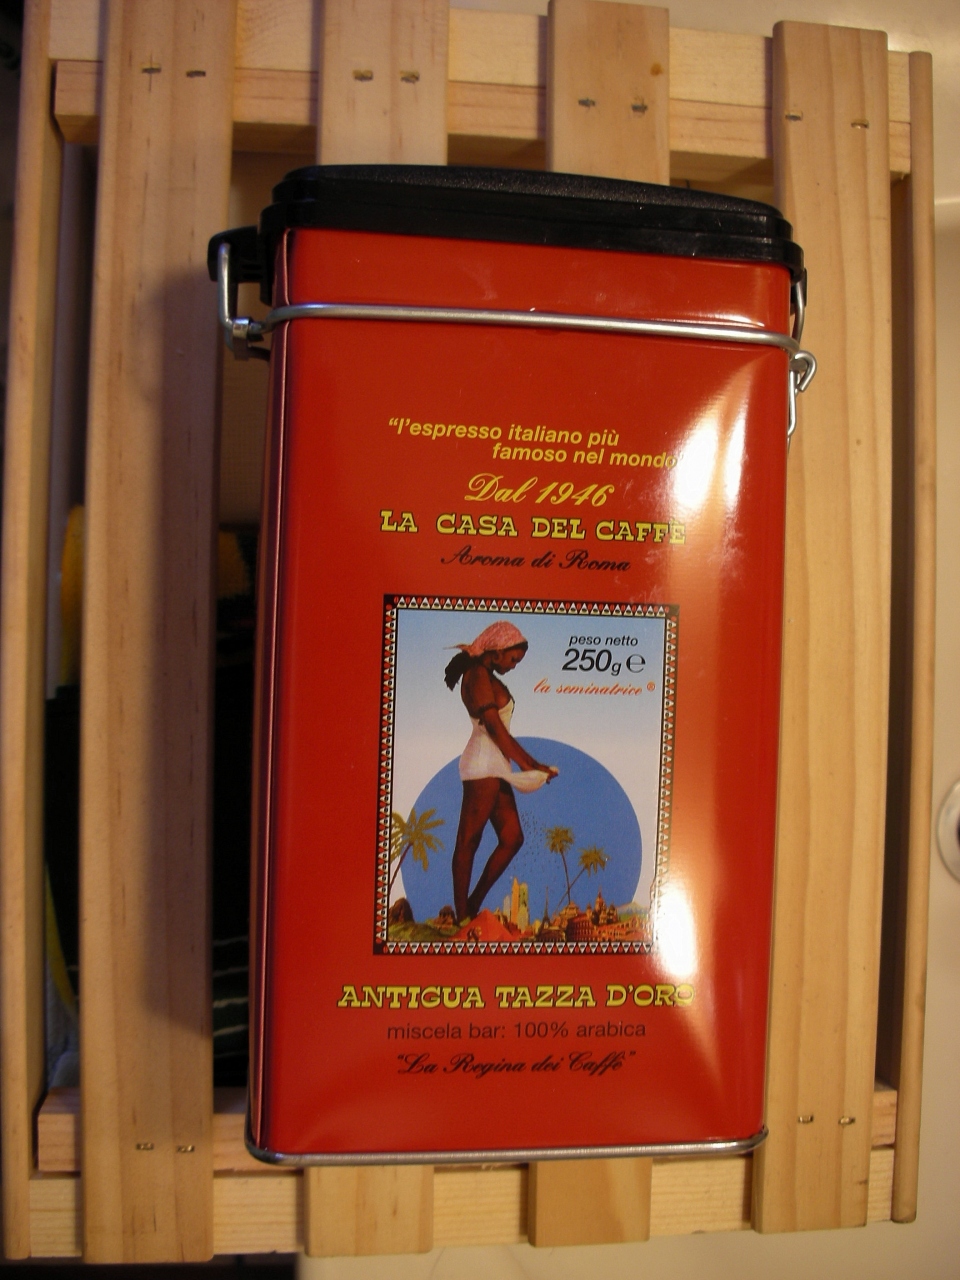 “l'espresso italiano più
famoso nel mondo
Dal 1946
LA CASA DEL CAFFÈ
Aroma di Roma
peso netto
250g ℮
la seminatrice ®
ANTIGUA TAZZA D'ORO
miscela bar: 100% arabica
“La Regina dei Caffè”